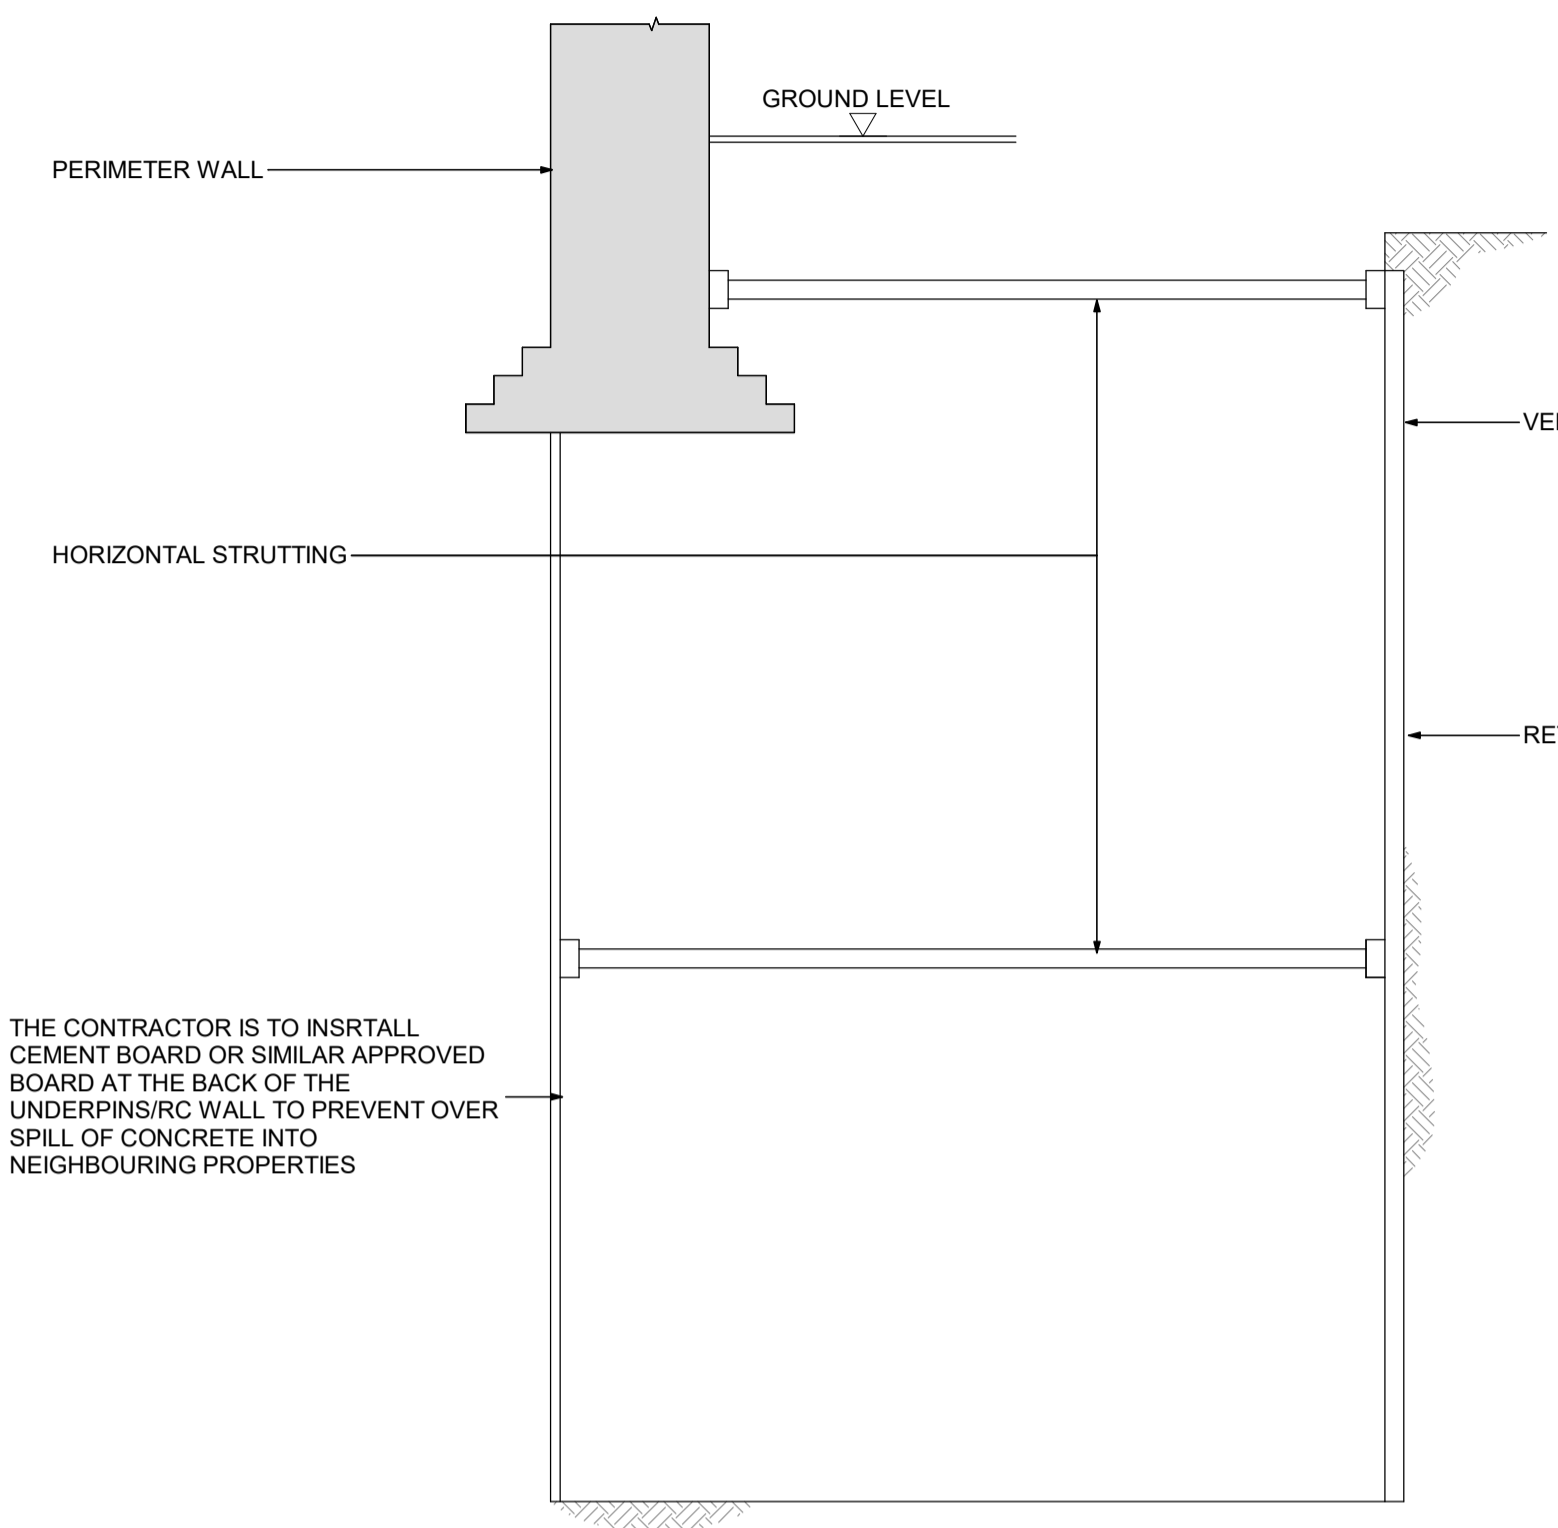 GROUND LEVEL
PERIMETER WALL
HORIZONTAL STRUTTING
THE CONTRACTOR IS TO INSRTALL
CEMENT BOARD OR SIMILAR APPROVED
BOARD AT THE BACK OF THE
UNDERPINS/RC WALL TO PREVENT OVER
SPILL OF CONCRETE INTO
NEIGHBOURING PROPERTIES